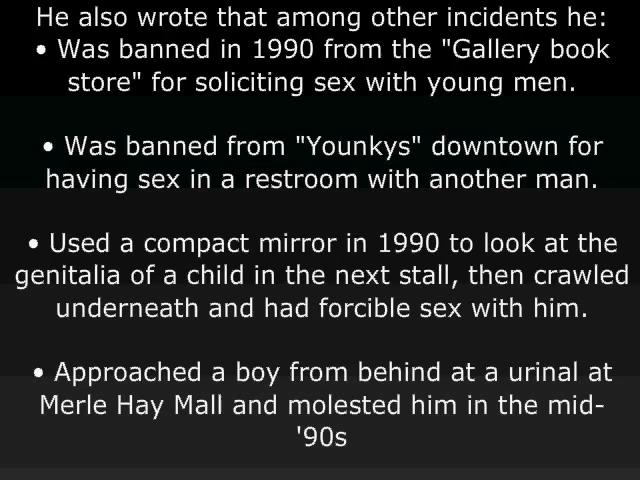 He also wrote that among other incidents he:
• Was banned in 1990 from the "Gallery book
store" for soliciting sex with young men.
• Was banned from "Younkys" downtown for
having sex in a restroom with another man.
• Used a compact mirror in 1990 to look at the
genitalia of a child in the next stall, then crawled
underneath and had forcible sex with him.
• Approached a boy from behind at a urinal at
Merle Hay Mall and molested him in the mid-
'90s